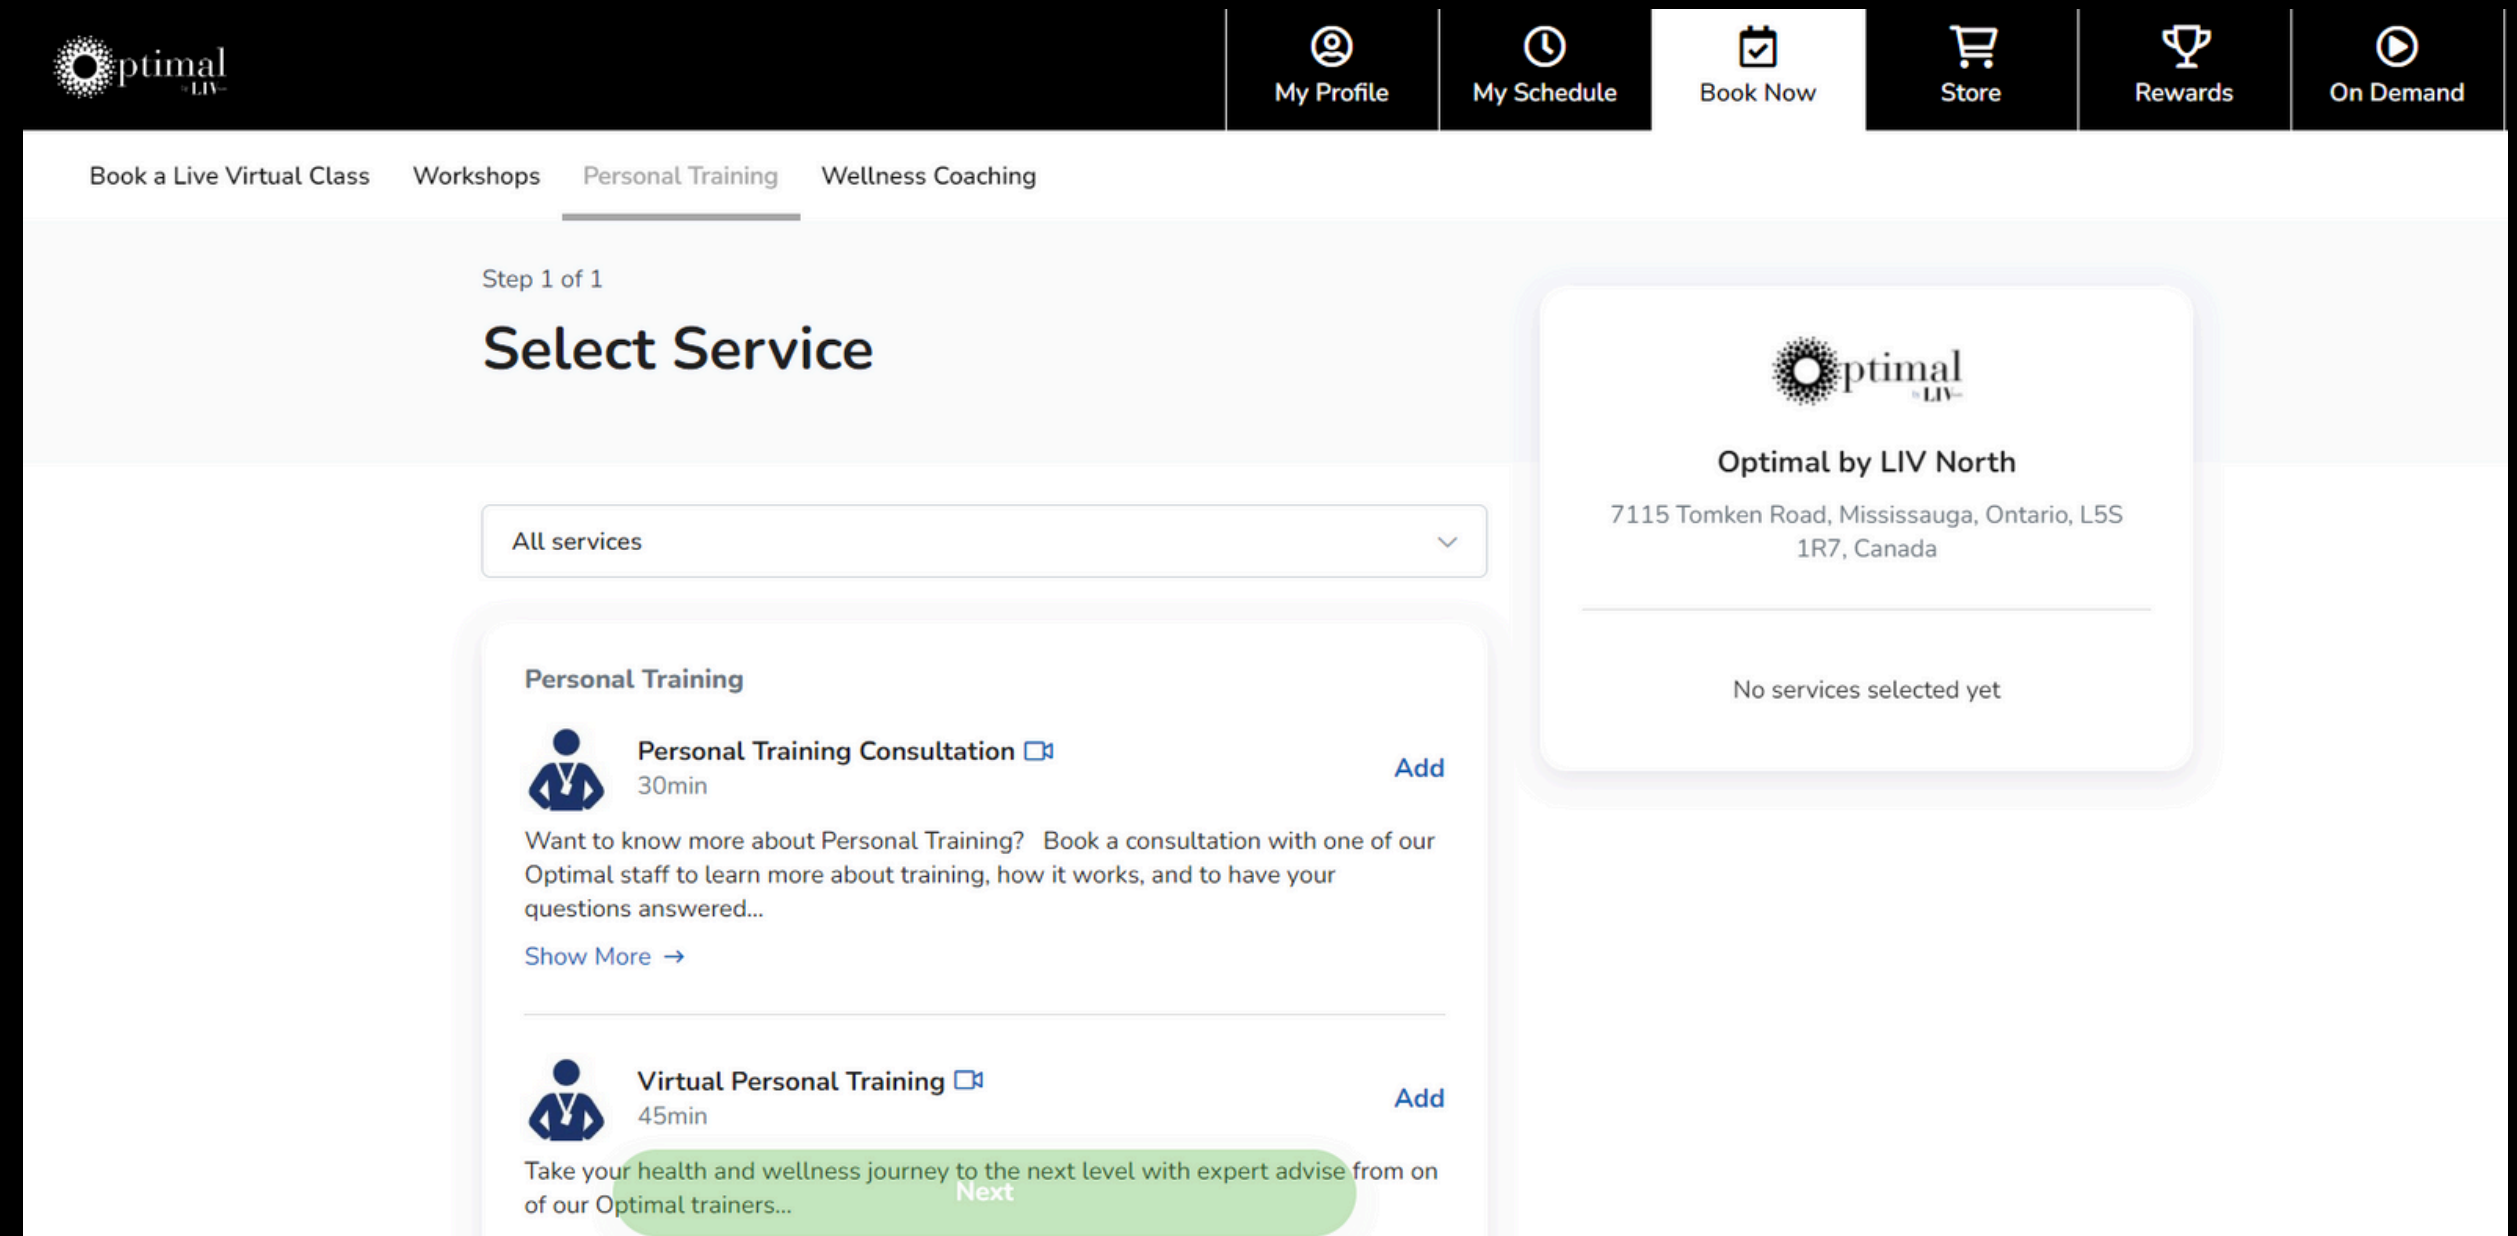 ptimal
LIV
My Profile
My Schedule
Book Now
Store
Rewards
On Demand
Book a Live Virtual Class
Workshops
Personal Training
Wellness Coaching
Step 1 of 1
Select Service
All services
Personal Training
Personal Training Consultation
30min
Add
Want to know more about Personal Training? Book a consultation with one of our
Optimal staff to learn more about training, how it works, and to have your
questions answered...
Show More →
Virtual Personal Training
45min
Add
Take your health and wellness journey to the next level with expert advise from on
of our Optimal trainers...
Next
ptimal
LIV
Optimal by LIV North
7115 Tomken Road, Mississauga, Ontario, L5S
1R7, Canada
No services selected yet